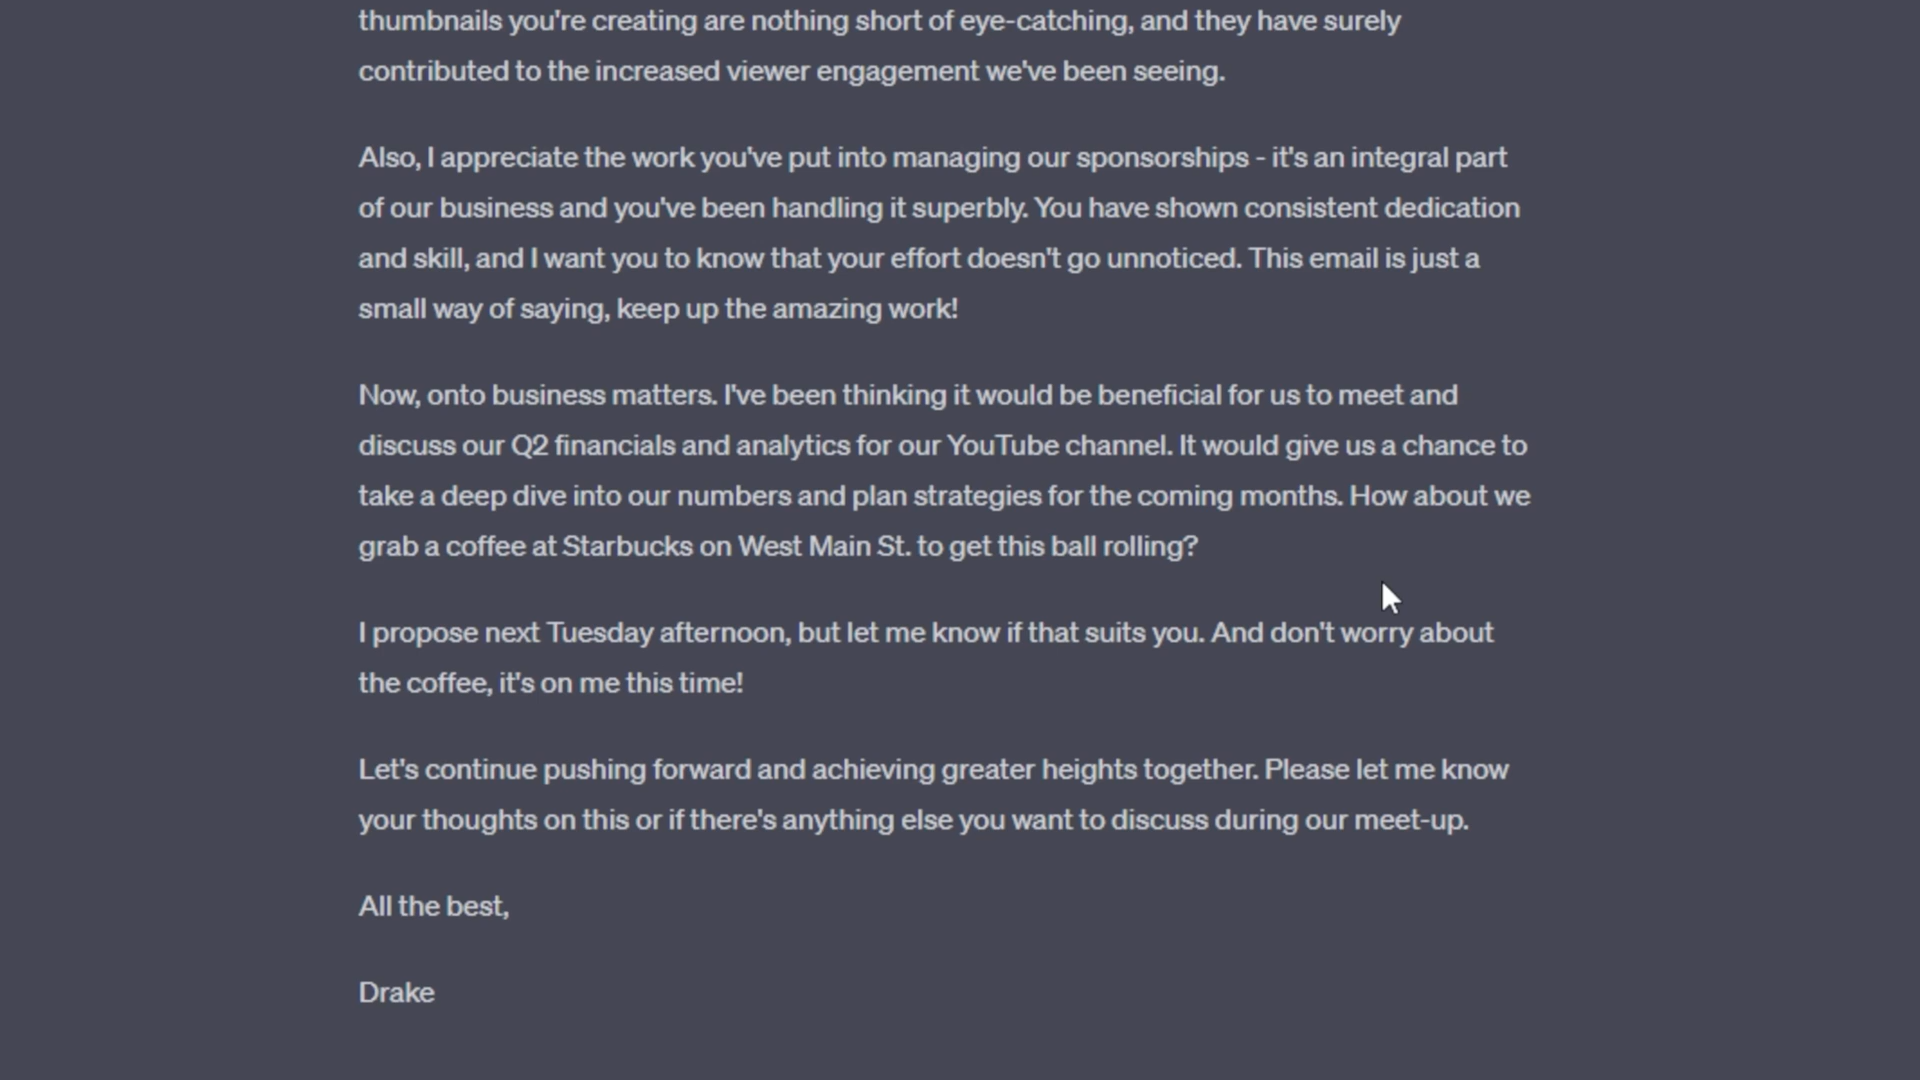 thumbnails you're creating are nothing short of eye-catching, and they have surely
contributed to the increased viewer engagement we've been seeing.
Also, I appreciate the work you've put into managing our sponsorships - it's an integral part
of our business and you've been handling it superbly. You have shown consistent dedication
and skill, and I want you to know that your effort doesn't go unnoticed. This email is just a
small way of saying, keep up the amazing work!
Now, onto business matters. I've been thinking it would be beneficial for us to meet and
discuss our Q2 financials and analytics for our YouTube channel. It would give us a chance to
take a deep dive into our numbers and plan strategies for the coming months. How about we
grab a coffee at Starbucks on West Main St. to get this ball rolling?
I propose next Tuesday afternoon, but let me know if that suits you. And don't worry about
the coffee, it's on me this time!
Let's continue pushing forward and achieving greater heights together. Please let me know
your thoughts on this or if there's anything else you want to discuss during our meet-up.
All the best,
Drake